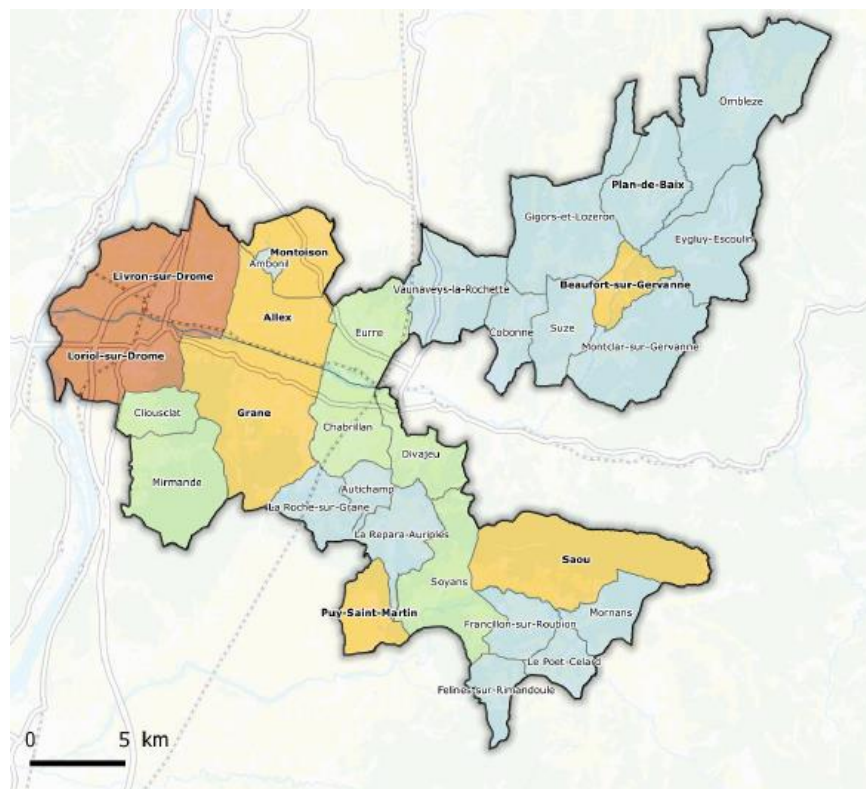 Ombleze
Plan-de-Baix
Gigors-et-Lozeron
Eygluy-Escoulin
Montoison
Ambonil
Livron-sur-Drome
Beaufort-sur-Gervanne
Vaunaveys-la-Rochette
Allex
Eurre
Suze
Cobonne
Montclar-sur-Gervanne
Loriol-sur-Drome
Grane
Cliousclat
Chabrillan
Divajeu
Mirmande
Autichamp
La Roche-sur-Grane
La Repara-Auriples
Saou
Soyans
Puy-Saint-Martin
Mornans
Francillon-sur-Roubion
Le Poet-Celard
Felines-sur-Rimandoule
0 5 km